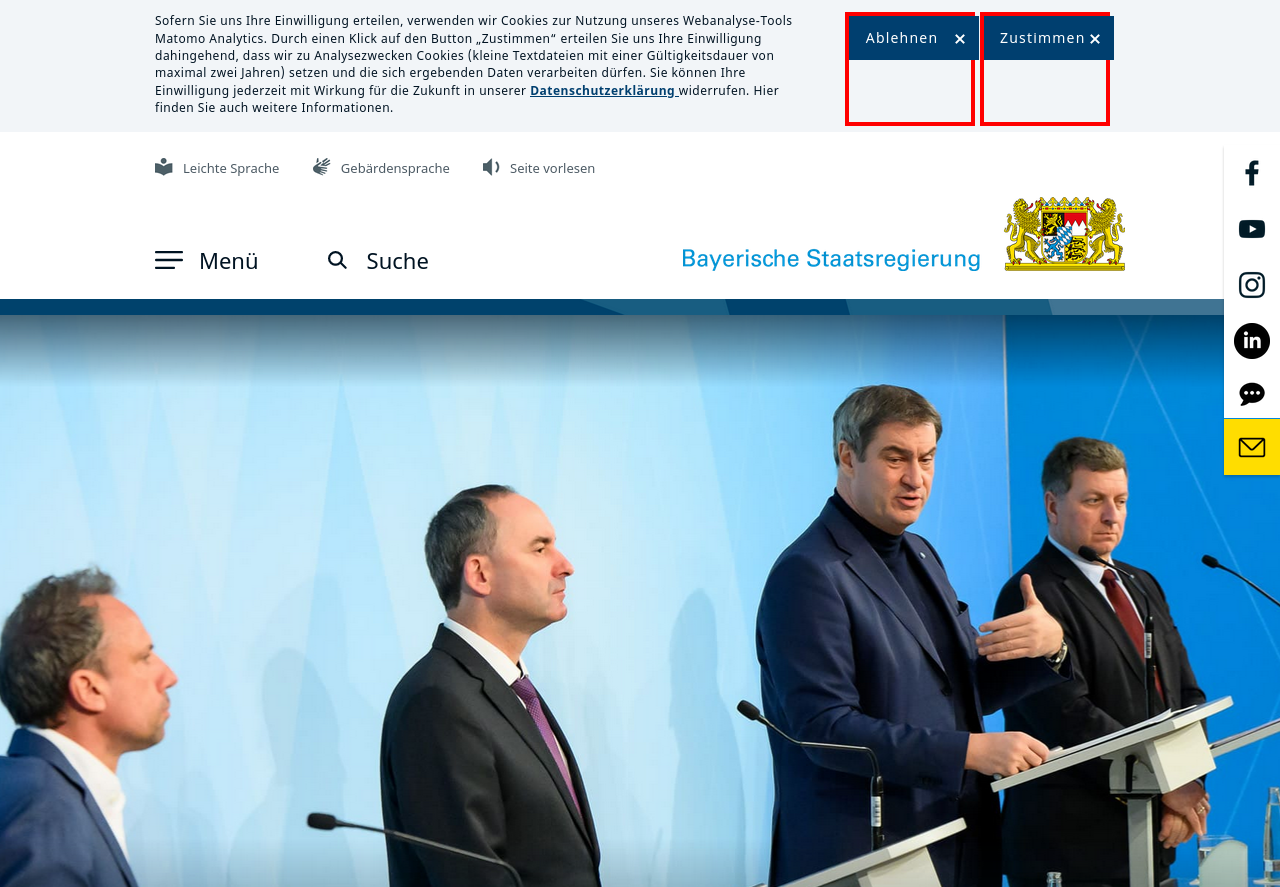 Sofern Sie uns Ihre Einwilligung erteilen, verwenden wir Cookies zur Nutzung unseres Webanalyse-Tools
Matomo Analytics. Durch einen Klick auf den Button „Zustimmen“ erteilen Sie uns Ihre Einwilligung
dahingehend, dass wir zu Analysezwecken Cookies (kleine Textdateien mit einer Gültigkeitsdauer von
maximal zwei Jahren) setzen und die sich ergebenden Daten verarbeiten dürfen. Sie können Ihre
Einwilligung jederzeit mit Wirkung für die Zukunft in unserer Datenschutzerklärung widerrufen. Hier
finden Sie auch weitere Informationen.
Ablehnen
Zustimmen
Leichte Sprache
Gebärdensprache
Seite vorlesen
Menü
Suche
Bayerische Staatsregierung